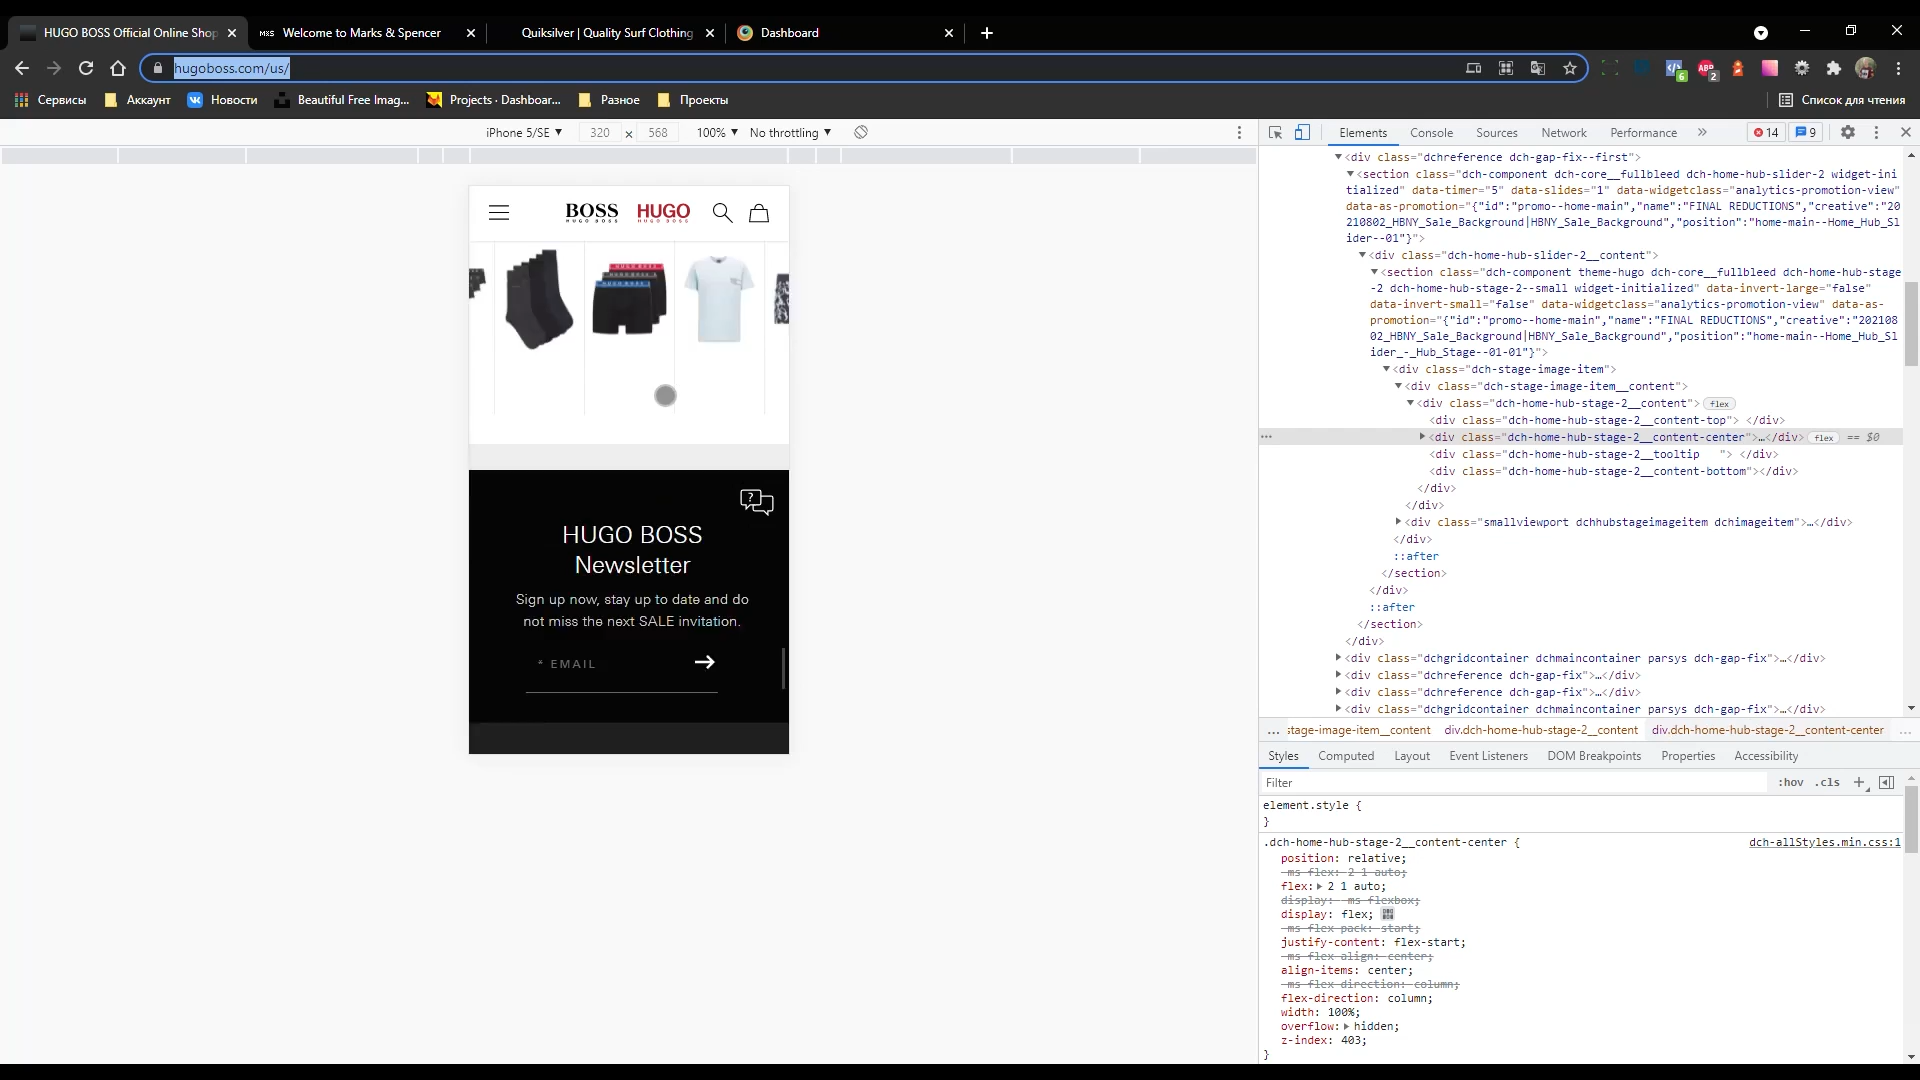 HUGO BOSS Official Online Shop
M&S Welcome to Marks & Spencer
Quiksilver | Quality Surf Clothing
Dashboard
hugoboss.com/us/
6
ABP
2
Сервисы
Аккаунт
Новости
Beautiful Free Imag...
Projects · Dashboar...
Разное
Проекты
Список для чтения
iPhone 5/SE ▼ 320 × 568 100% ▼ No throttling ▼
Elements Console Sources Network Performance » 14 9
BOSS
HUGO BOSS
HUGO
HUGO BOSS
HUGO BOSS
Newsletter
Sign up now, stay up to date and do
not miss the next SALE invitation.
* EMAIL
▼<div class="dchreference dch-gap-fix--first">
▼<section class="dch-component dch-core__fullbleed dch-home-hub-slider-2 widget-ini
tialized" data-timer="5" data-slides="1" data-widgetclass="analytics-promotion-view"
data-as-promotion="{"id":"promo--home-main","name":"FINAL REDUCTIONS","creative":"20
210802_HBNY_Sale_Background|HBNY_Sale_Background","position":"home-main--Home_Hub_Sl
ider--01"}">
▼<div class="dch-home-hub-slider-2__content">
▼<section class="dch-component theme-hugo dch-core__fullbleed dch-home-hub-stage
-2 dch-home-hub-stage-2--small widget-initialized" data-invert-large="false"
data-invert-small="false" data-widgetclass="analytics-promotion-view" data-as-
promotion="{"id":"promo--home-main","name":"FINAL REDUCTIONS","creative":"202108
02_HBNY_Sale_Background|HBNY_Sale_Background","position":"home-main--Home_Hub_Sl
ider_-_Hub_Stage--01-01"}">
▼<div class="dch-stage-image-item">
▼<div class="dch-stage-image-item__content">
▼<div class="dch-home-hub-stage-2__content"> flex
<div class="dch-home-hub-stage-2__content-top"> </div>
▶<div class="dch-home-hub-stage-2__content-center">…</div> flex == $0
<div class="dch-home-hub-stage-2__tooltip   "> </div>
<div class="dch-home-hub-stage-2__content-bottom"></div>
</div>
</div>
▶<div class="smallviewport dchhubstageimageitem dchimageitem">…</div>
</div>
::after
</section>
</div>
::after
</section>
</div>
▶<div class="dchgridcontainer dchmaincontainer parsys dch-gap-fix">…</div>
▶<div class="dchreference dch-gap-fix">…</div>
▶<div class="dchreference dch-gap-fix">…</div>
▶<div class="dchgridcontainer dchmaincontainer parsys dch-gap-fix">…</div>
... stage-image-item__content div.dch-home-hub-stage-2__content div.dch-home-hub-stage-2__content-center ...
Styles Computed Layout Event Listeners DOM Breakpoints Properties Accessibility
Filter :hov .cls +
element.style {
}
.dch-home-hub-stage-2__content-center { dch-allStyles.min.css:1
position: relative;
-ms-flex: 2 1 auto;
flex:▶ 2 1 auto;
display: -ms-flexbox;
display: flex;
-ms-flex-pack: start;
justify-content: flex-start;
-ms-flex-align: center;
align-items: center;
-ms-flex-direction: column;
flex-direction: column;
width: 100%;
overflow:▶ hidden;
z-index: 403;
}